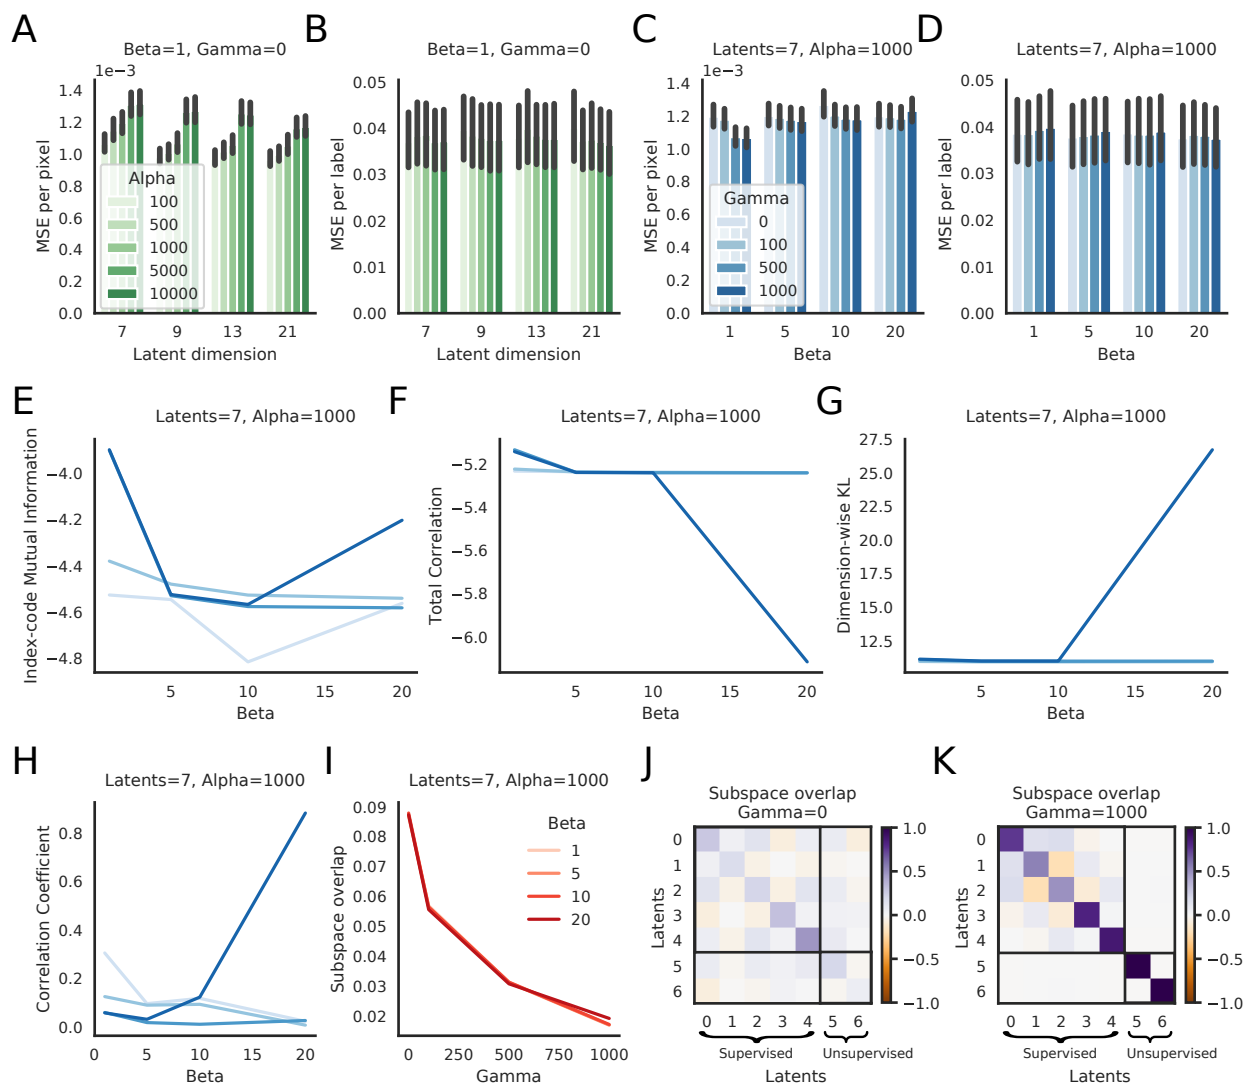 A
Beta=1, Gamma=0
1e−3
MSE per pixel
1.4
1.2
1.0
0.8
0.6
0.4
0.2
0.0
Alpha
100
500
1000
5000
10000
7 9 13 21
Latent dimension
B
Beta=1, Gamma=0
MSE per label
0.05
0.04
0.03
0.02
0.01
0.00
7 9 13 21
Latent dimension
C
Latents=7, Alpha=1000
1e−3
MSE per pixel
1.4
1.2
1.0
0.8
0.6
0.4
0.2
0.0
Gamma
0
100
500
1000
1 5 10 20
Beta
D
Latents=7, Alpha=1000
MSE per label
0.05
0.04
0.03
0.02
0.01
0.00
1 5 10 20
Beta
E
Latents=7, Alpha=1000
Index-code Mutual Information
−4.0
−4.2
−4.4
−4.6
−4.8
5 10 15 20
Beta
F
Latents=7, Alpha=1000
Total Correlation
−5.2
−5.4
−5.6
−5.8
−6.0
5 10 15 20
Beta
G
Latents=7, Alpha=1000
Dimension-wise KL
27.5
25.0
22.5
20.0
17.5
15.0
12.5
5 10 15 20
Beta
H
Latents=7, Alpha=1000
Correlation Coefficient
0.8
0.6
0.4
0.2
0.0
0 5 10 15 20
Beta
I
Latents=7, Alpha=1000
Subspace overlap
0.09
0.08
0.07
0.06
0.05
0.04
0.03
0.02
Beta
1
5
10
20
0 250 500 750 1000
Gamma
J
Subspace overlap
Gamma=0
Latents
0
1
2
3
4
5
6
0 1 2 3 4 5 6
Supervised Unsupervised
Latents
1.0
0.5
0.0
−0.5
−1.0
K
Subspace overlap
Gamma=1000
Latents
0
1
2
3
4
5
6
0 1 2 3 4 5 6
Supervised Unsupervised
Latents
1.0
0.5
0.0
−0.5
−1.0